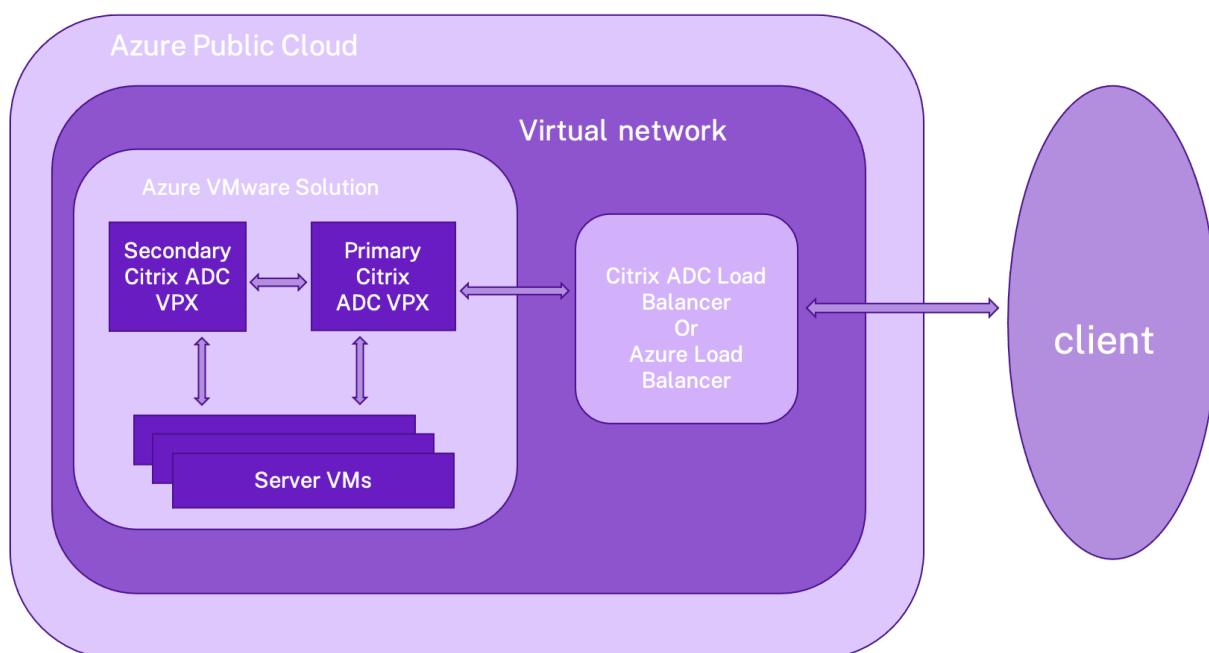 Azure Public Cloud
Virtual network
Azure VMware Solution
Secondary
Citrix ADC
VPX
Primary
Citrix
ADC VPX
Citrix ADC Load
Balancer
Or
Azure Load
Balancer
client
Server VMs